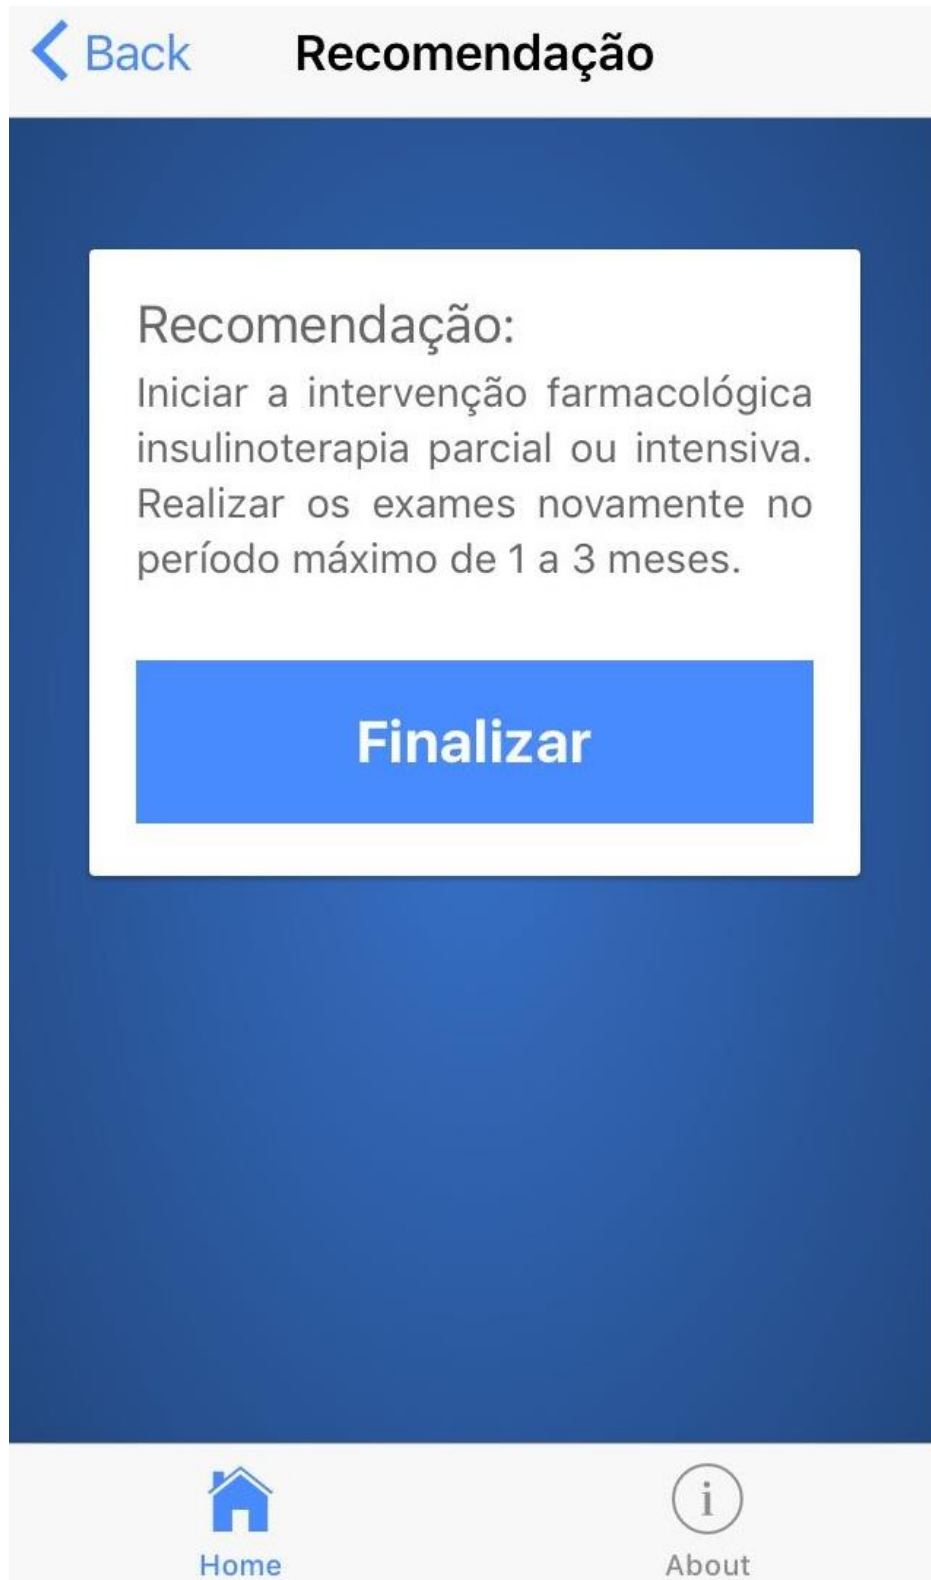 Back
Recomendação
Recomendação:
Iniciar a intervenção farmacológica
insulinoterapia parcial ou intensiva.
Realizar os exames novamente no
período máximo de 1 a 3 meses.
Finalizar
Home
About